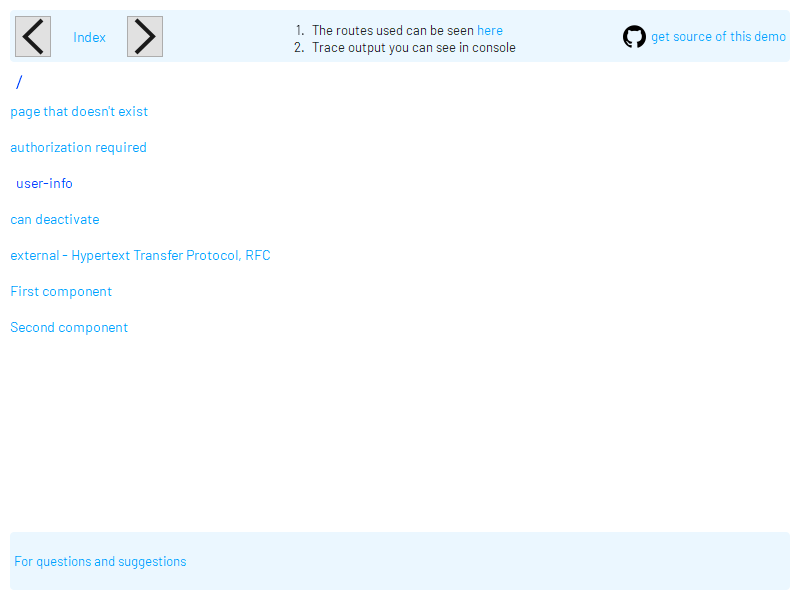 Index
1. The routes used can be seen here
2. Trace output you can see in console
get source of this demo
/
page that doesn't exist
authorization required
user-info
can deactivate
external - Hypertext Transfer Protocol, RFC
First component
Second component
For questions and suggestions